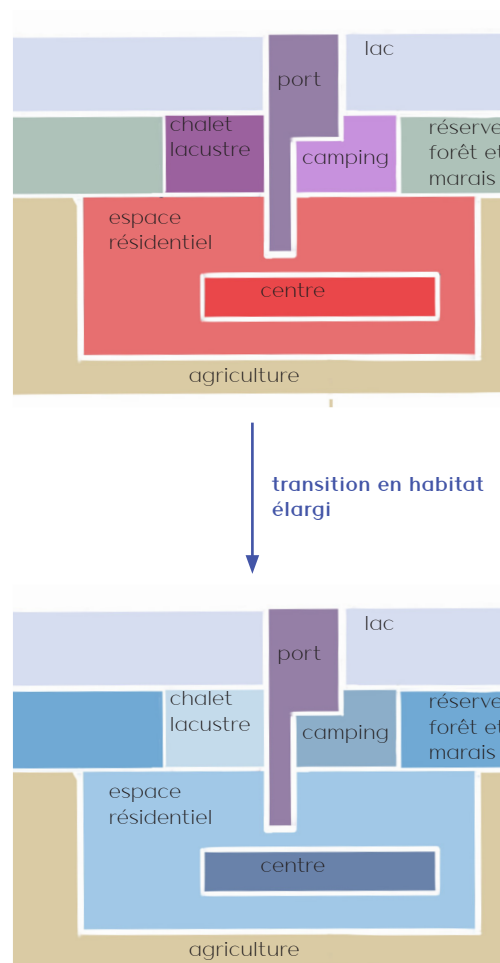 lac
port
chalet
lacustre
camping
réserve
forêt et
marais
espace
résidentiel
centre
agriculture
transition en habitat
élargi
lac
port
chalet
lacustre
camping
réserve
forêt et
marais
espace
résidentiel
centre
agriculture